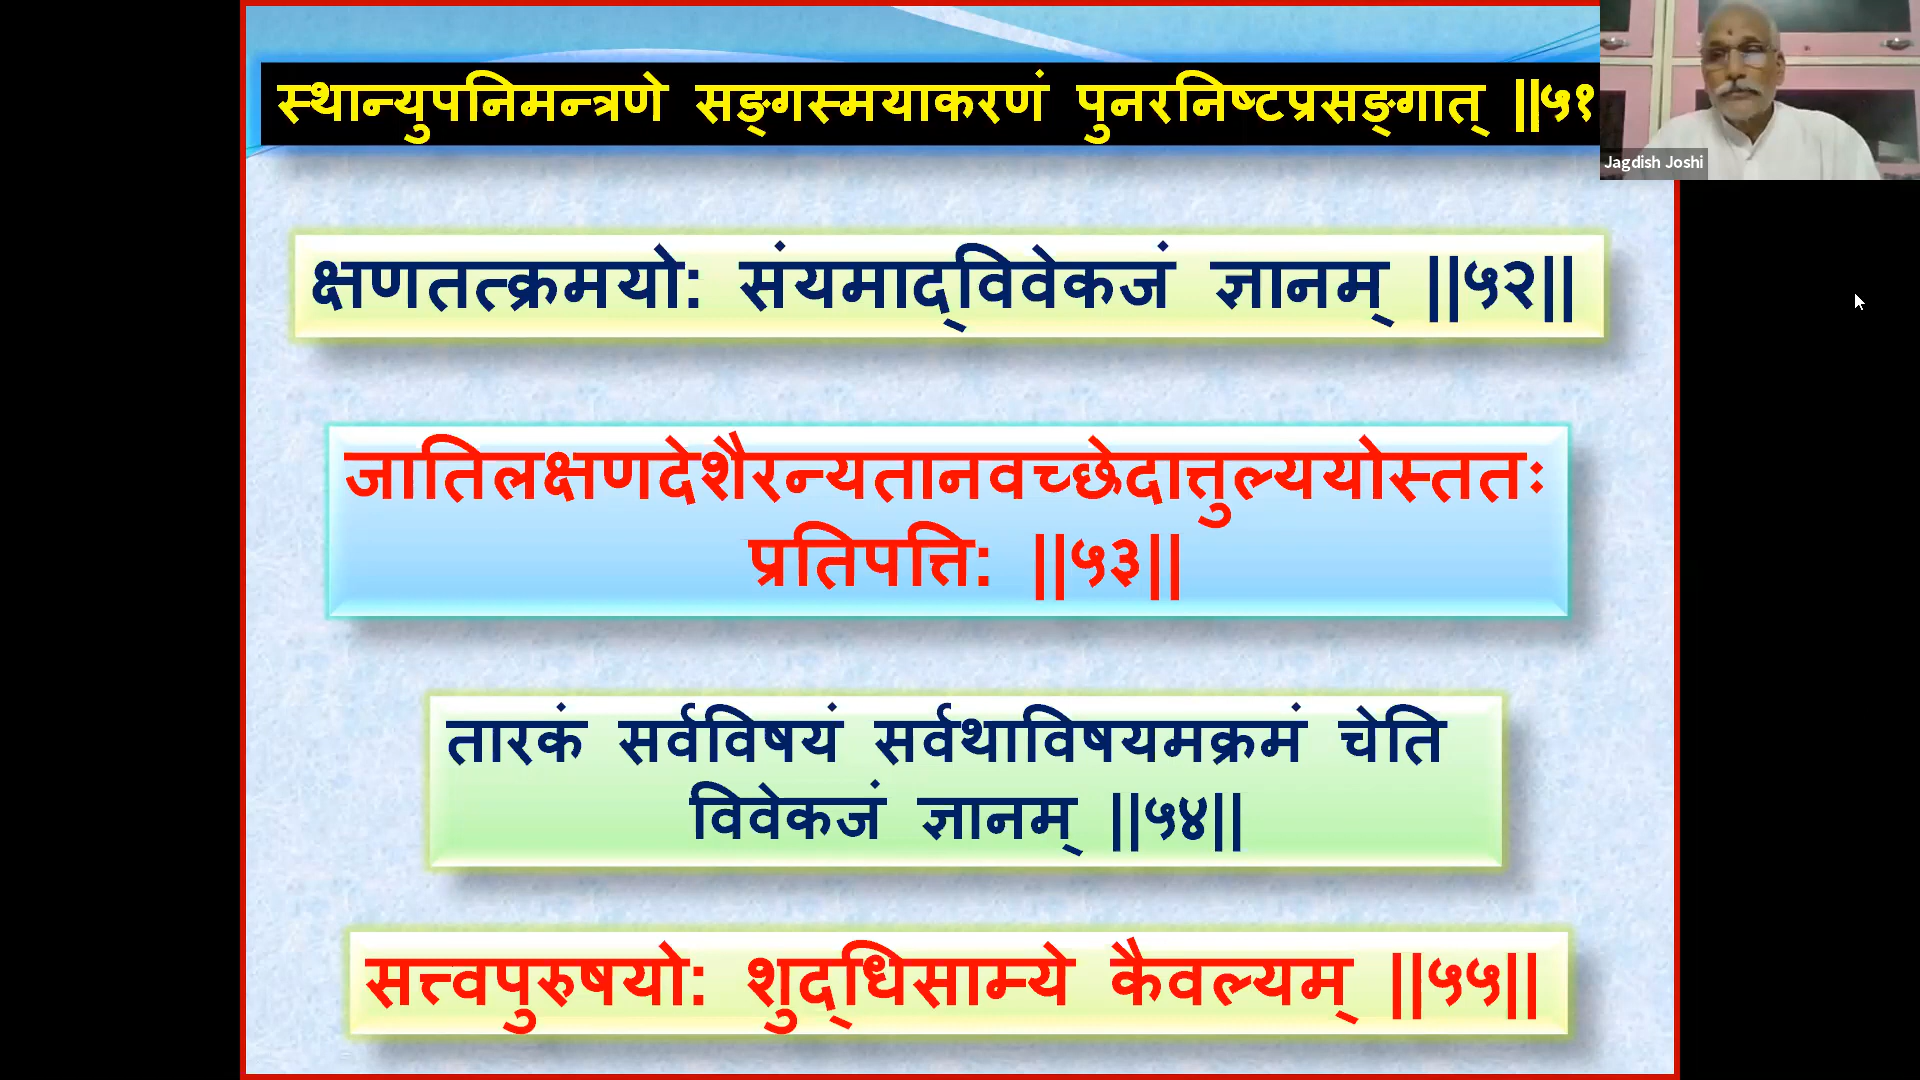 स्थान्युपनिमन्त्रणे सङ्गस्मयाकरणं पुनरनिष्टप्रसङ्गात् ||५१
Jagdish Joshi
क्षणतत्क्रमयो: संयमाद्‌विवेकजं ज्ञानम् ||५२||
जातिलक्षणदेशैरन्यतानवच्छेदात्तुल्ययोस्ततः
प्रतिपत्ति: ||५३||
तारकं सर्वविषयं सर्वथाविषयमक्रमं चेति
विवेकजं ज्ञानम् ||५४||
सत्त्वपुरुषयो: शुद्‌धिसाम्ये कैवल्यम् ||५५||